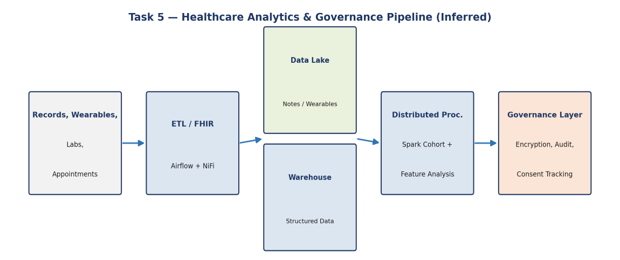 Task 5 — Healthcare Analytics & Governance Pipeline (Inferred)
Records, Wearables,
Labs,
Appointments
ETL / FHIR
Airflow + NiFi
Data Lake
Notes / Wearables
Warehouse
Structured Data
Distributed Proc.
Spark Cohort +
Feature Analysis
Governance Layer
Encryption, Audit,
Consent Tracking